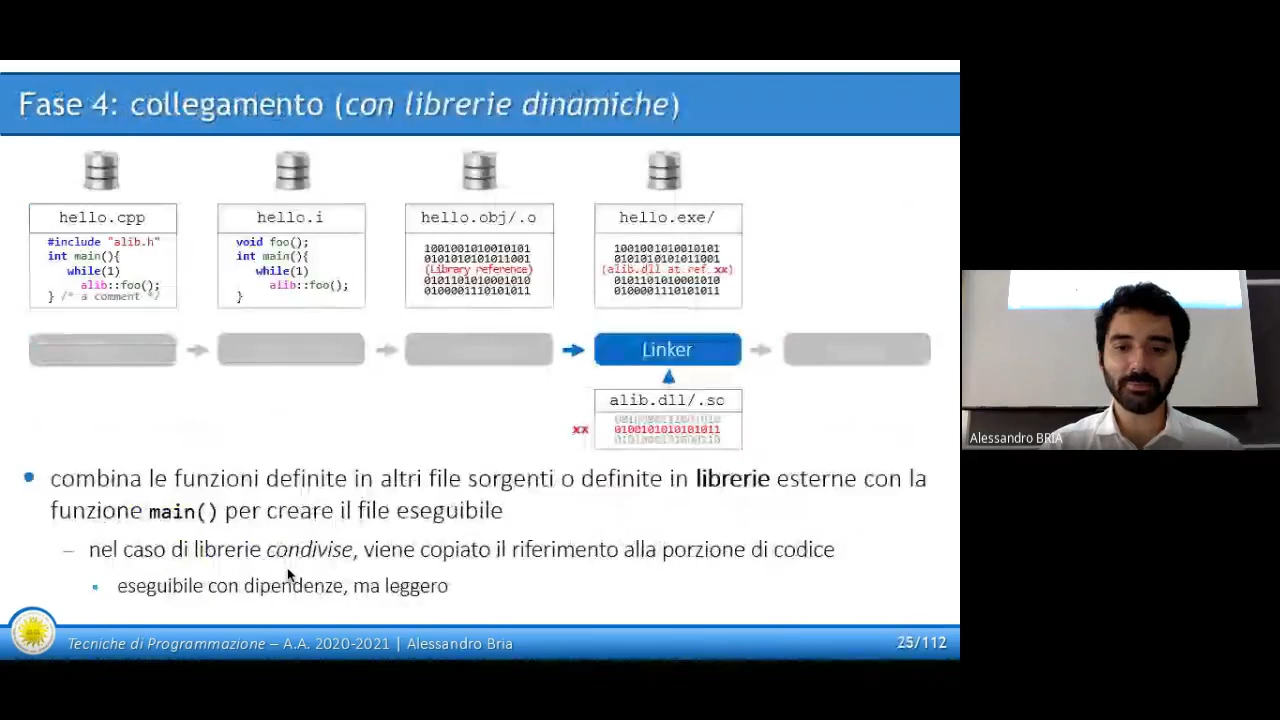 Fase 4: collegamento (con librerie dinamiche)
hello.cpp
#include "alib.h"
int main(){
while(1)
alib::foo();
} /* a comment */
hello.i
void foo();
int main(){
while(1)
alib::foo();
}
hello.obj/.o
1001001010010101
0101010101011001
(Library reference)
0101101010001010
0100001110101011
hello.exe/
1001001010010101
0101010101011001
(alib.dll at ref. xx)
0101101010001010
0100001110101011
Linker
alib.dll/.so
xx
0100101010101011
• combina le funzioni definite in altri file sorgenti o definite in librerie esterne con la
funzione main() per creare il file eseguibile
– nel caso di librerie condivise, viene copiato il riferimento alla porzione di codice
▪ eseguibile con dipendenze, ma leggero
Tecniche di Programmazione – A.A. 2020-2021 | Alessandro Bria
25/112
Alessandro BRIA